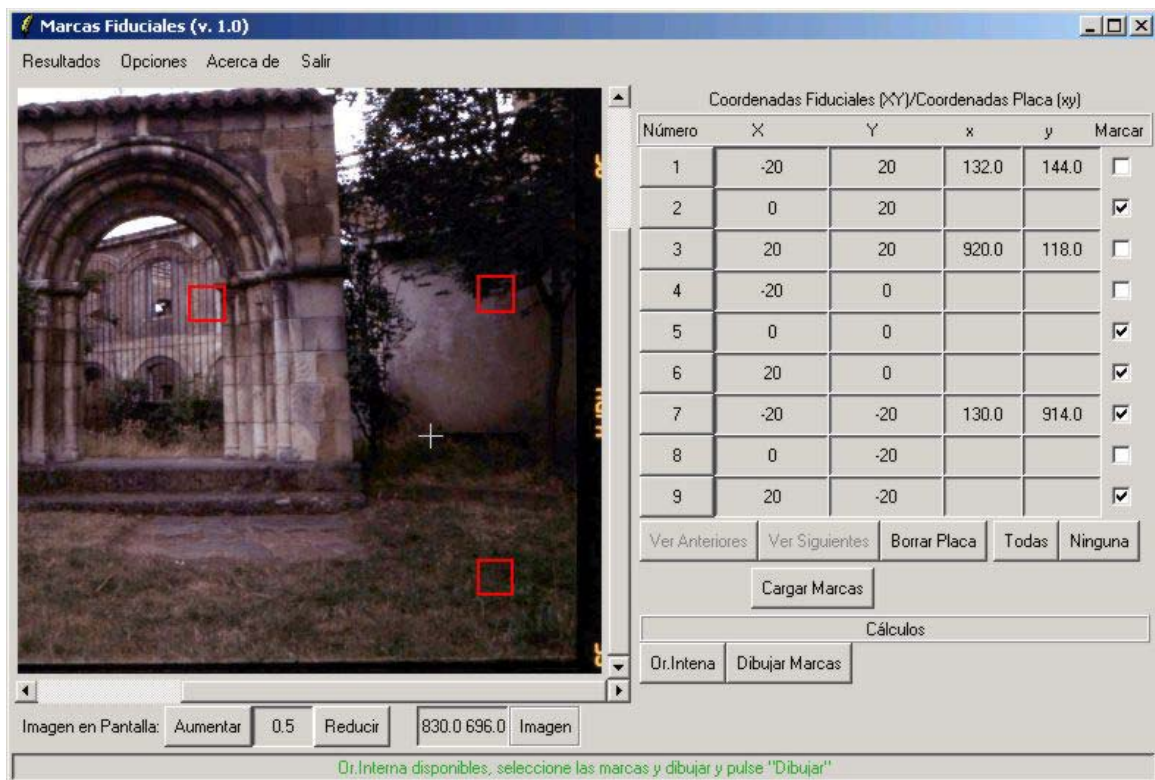 Marcas Fiduciales (v. 1.0)
Resultados Opciones Acerca de Salir
Coordenadas Fiduciales (XY)/Coordenadas Placa (xy)
Número X Y x y Marcar
1 -20 20 132.0 144.0
2 0 20
3 20 20 920.0 118.0
4 -20 0
5 0 0
6 20 0
7 -20 -20 130.0 914.0
8 0 -20
9 20 -20
Ver Anteriores Ver Siguientes Borrar Placa Todas Ninguna
Cargar Marcas
Cálculos
Or.Intena Dibujar Marcas
Imagen en Pantalla: Aumentar 0.5 Reducir 830.0 696.0 Imagen
Or.Interna disponibles, seleccione las marcas y dibujar y pulse "Dibujar"